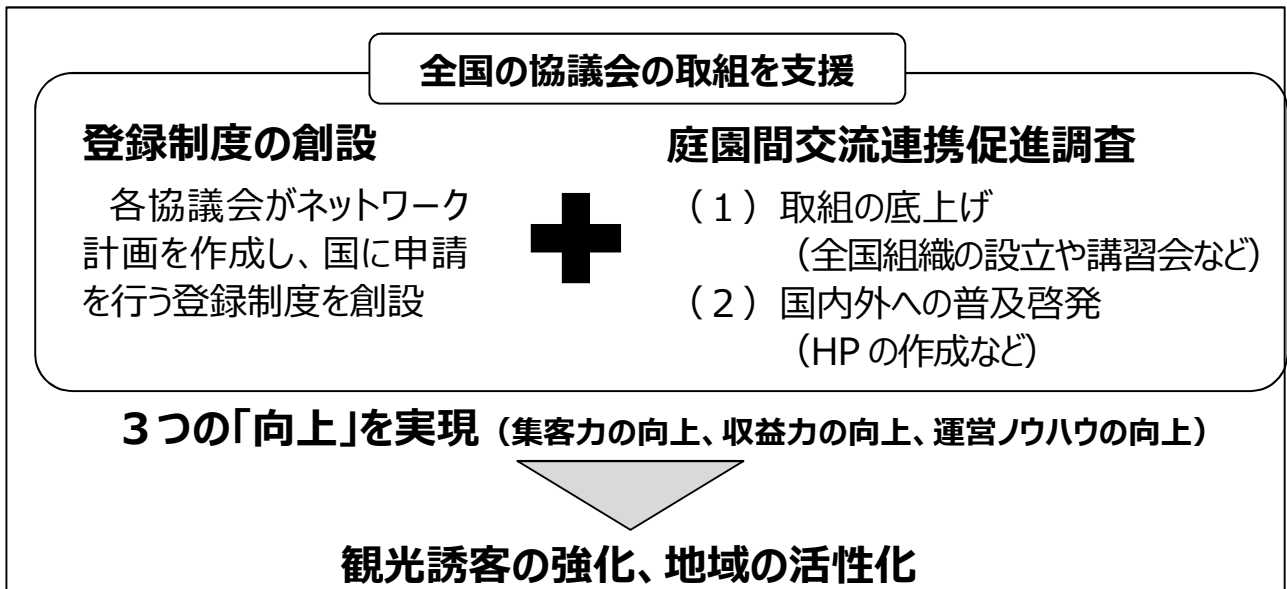 全国の協議会の取組を支援
登録制度の創設
各協議会がネットワーク
計画を作成し、国に申請
を行う登録制度を創設
庭園間交流連携促進調査
（１）取組の底上げ
（全国組織の設立や講習会など）
（２）国内外への普及啓発
（HP の作成など）
３つの「向上」を実現（集客力の向上、収益力の向上、運営ノウハウの向上）
観光誘客の強化、地域の活性化